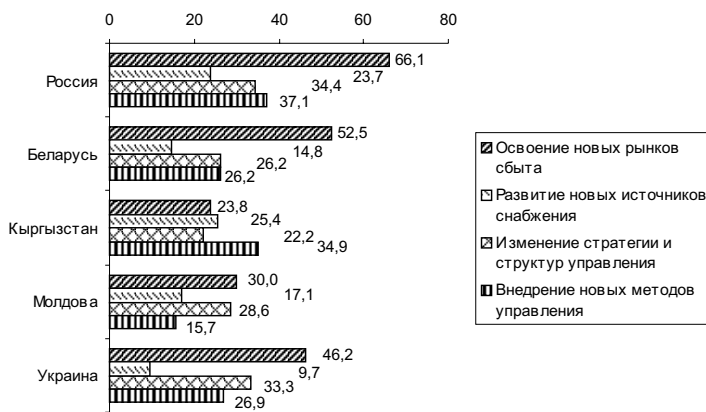 0 20 40 60 80
Россия
66,1
23,7
34,4
37,1
Беларусь
52,5
14,8
26,2
26,2
Кыргызстан
23,8
25,4
22,2
34,9
Молдова
30,0
17,1
28,6
15,7
Украина
46,2
9,7
33,3
26,9
Освоение новых рынков
сбыта
Развитие новых источников
снабжения
Изменение стратегии и
структур управления
Внедрение новых методов
управления